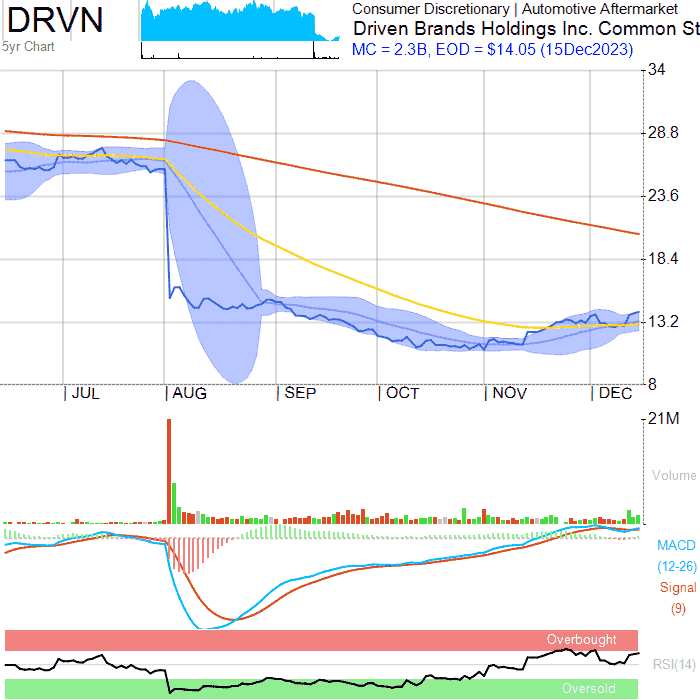 DRVN
5yr Chart
Consumer Discretionary | Automotive Aftermarket
Driven Brands Holdings Inc. Common St
MC = 2.3B, EOD = $14.05 (15Dec2023)
34
28.8
23.6
18.4
13.2
8
| JUL | AUG | SEP | OCT | NOV | DEC
21M
Volume
MACD
(12-26)
Signal
(9)
Overbought
RSI(14)
Oversold